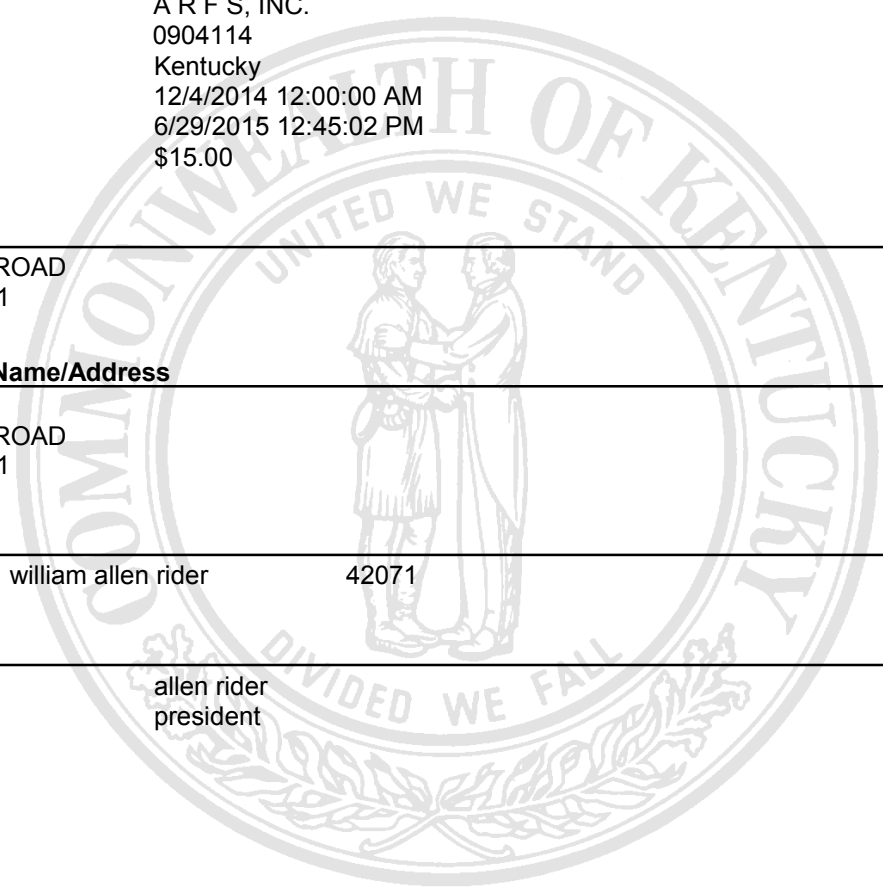 A R F S, INC.
0904114
Kentucky
12/4/2014 12:00:00 AM
6/29/2015 12:45:02 PM
$15.00
COMMONWEALTH OF KENTUCKY
UNITED WE STAND
ROAD
1
Name/Address
ROAD
1
william allen rider 42071
DIVIDED WE FALL
allen rider
president